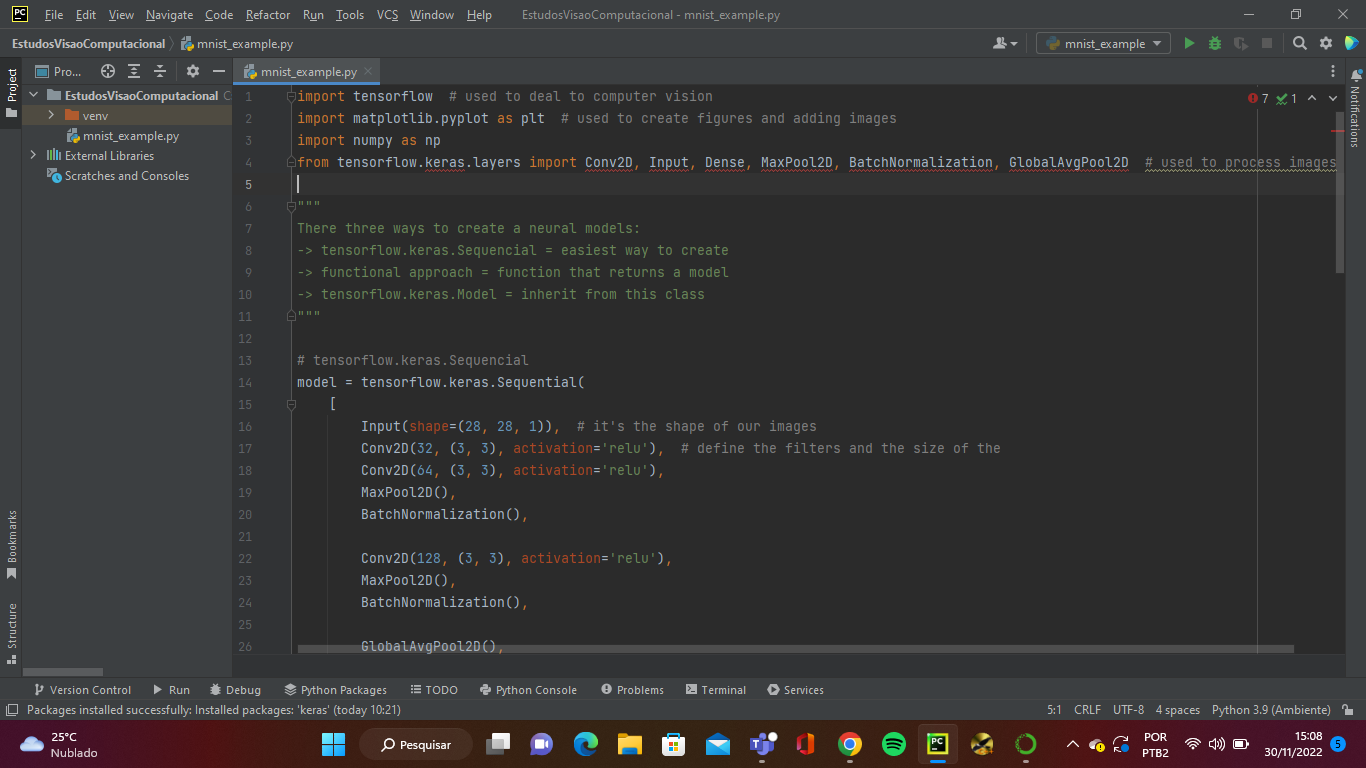 PC File Edit View Navigate Code Refactor Run Tools VCS Window Help EstudosVisaoComputacional - mnist_example.py
EstudosVisaoComputacional mnist_example.py mnist_example
Project
Pro... mnist_example.py
EstudosVisaoComputacional C
venv
mnist_example.py
External Libraries
Scratches and Consoles
1 import tensorflow  # used to deal to computer vision
2 import matplotlib.pyplot as plt  # used to create figures and adding images
3 import numpy as np
4 from tensorflow.keras.layers import Conv2D, Input, Dense, MaxPool2D, BatchNormalization, GlobalAvgPool2D  # used to process images
5
6 """
7 There three ways to create a neural models:
8 -> tensorflow.keras.Sequencial = easiest way to create
9 -> functional approach = function that returns a model
10 -> tensorflow.keras.Model = inherit from this class
11 """
12
13 # tensorflow.keras.Sequencial
14 model = tensorflow.keras.Sequential(
15     [
16         Input(shape=(28, 28, 1)),  # it's the shape of our images
17         Conv2D(32, (3, 3), activation='relu'),  # define the filters and the size of the
18         Conv2D(64, (3, 3), activation='relu'),
19         MaxPool2D(),
20         BatchNormalization(),
21
22         Conv2D(128, (3, 3), activation='relu'),
23         MaxPool2D(),
24         BatchNormalization(),
25
26         GlobalAvgPool2D(),
7 1
Notifications
Bookmarks
Structure
Version Control Run Debug Python Packages TODO Python Console Problems Terminal Services
Packages installed successfully: Installed packages: 'keras' (today 10:21) 5:1 CRLF UTF-8 4 spaces Python 3.9 (Ambiente)
25°C
Nublado
Pesquisar
PC
POR
PTB2
15:08
30/11/2022
5